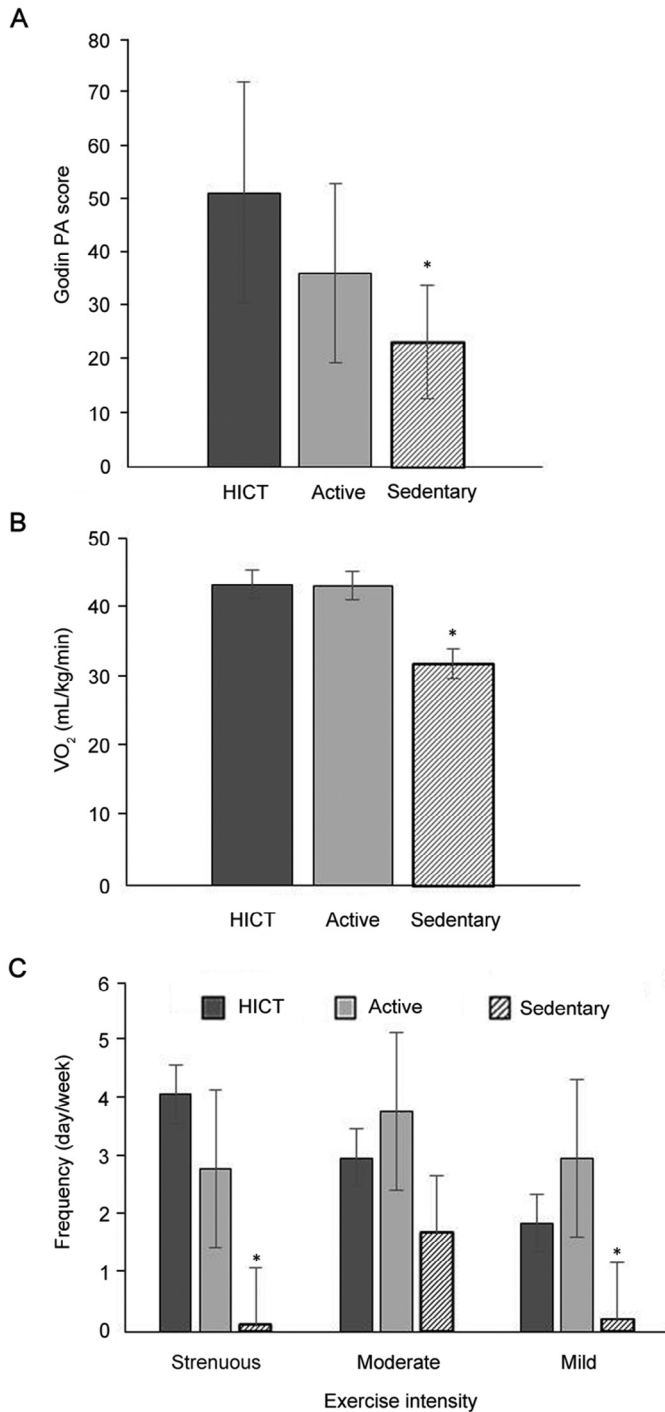 A
80
70
60
50
40
30
20
10
0
Godin PA score
*
HICT Active Sedentary
B
50
40
30
20
10
0
VO₂ (mL/kg/min)
*
HICT Active Sedentary
C
6
5
4
3
2
1
0
Frequency (day/week)
HICT Active Sedentary
*
*
Strenuous Moderate Mild
Exercise intensity